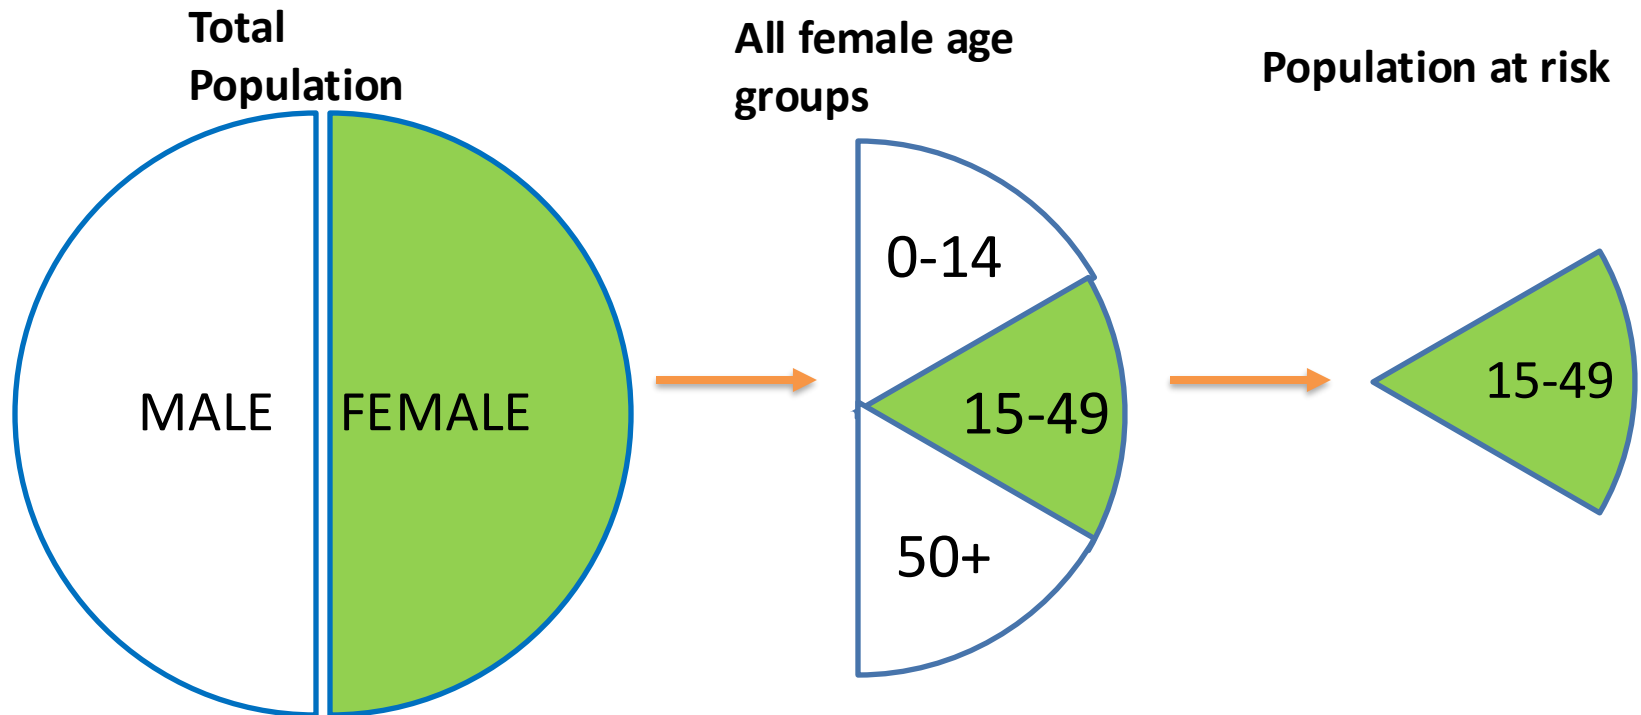 Total
Population
MALE
FEMALE
All female age
groups
0-14
15-49
50+
Population at risk
15-49